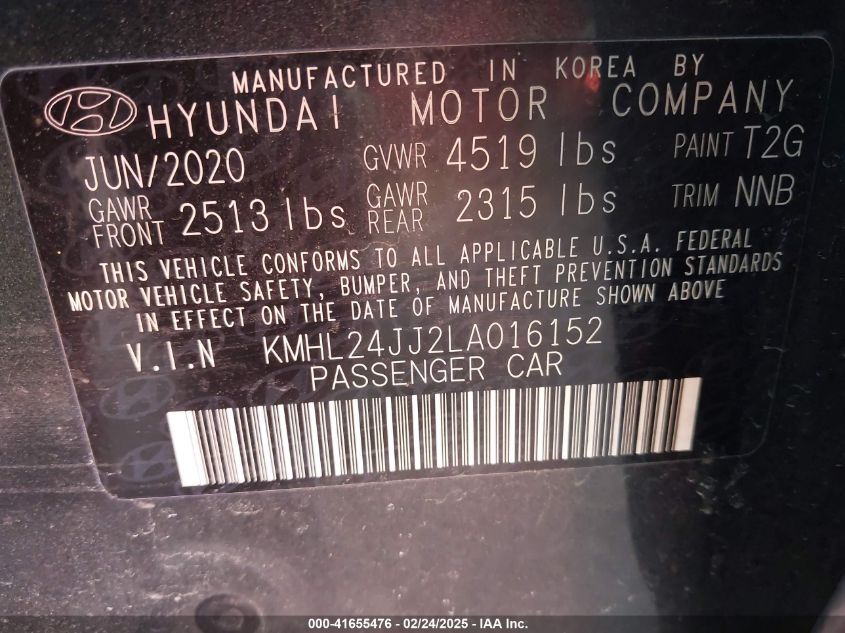 MANUFACTURED IN KOREA BY
HYUNDAI MOTOR COMPANY
JUN/2020 GVWR 4519 lbs PAINT T2G
GAWR FRONT 2513 lbs GAWR REAR 2315 lbs TRIM NNB
THIS VEHICLE CONFORMS TO ALL APPLICABLE U.S.A. FEDERAL
MOTOR VEHICLE SAFETY, BUMPER, AND THEFT PREVENTION STANDARDS
IN EFFECT ON THE DATE OF MANUFACTURE SHOWN ABOVE
V.I.N KMHL24JJ2LA016152
PASSENGER CAR
000-41655476 - 02/24/2025 - IAA Inc.